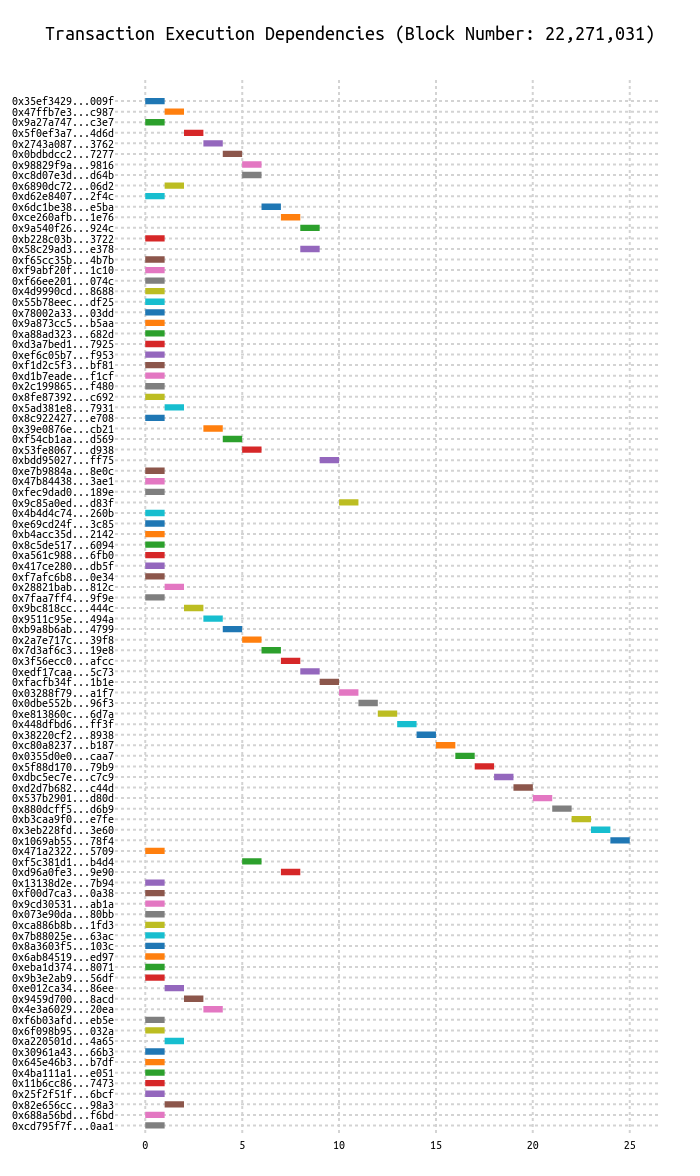 Transaction Execution Dependencies (Block Number: 22,271,031)
0x35ef3429...009f
0x47ffb7e3...c987
0x9a27a747...c3e7
0x5f0ef3a7...4d6d
0x2743a087...3762
0x0bdbdcc2...7277
0x98829f9a...9816
0xc8d07e3d...d64b
0x6890dc72...06d2
0xd62e8407...2f4c
0x6dc1be38...e5ba
0xce260afb...1e76
0x9a540f26...924c
0xb228c03b...3722
0x58c29ad3...e378
0xf65cc35b...4b7b
0xf9abf20f...1c10
0xf66ee201...074c
0x4d9990cd...8688
0x55b78eec...df25
0x78002a33...03dd
0x9a873cc5...b5aa
0xa88ad323...682d
0xd3a7bed1...7925
0xef6c05b7...f953
0xf1d2c5f3...bf81
0xd1b7eade...f1cf
0x2c199865...f480
0x8fe87392...c692
0x5ad381e8...7931
0x8c922427...e708
0x39e0876e...cb21
0xf54cb1aa...d569
0x53fe8067...d938
0xbdd95027...ff75
0xe7b9884a...8e0c
0x47b84438...3ae1
0xfec9dad0...189e
0x9c85a0ed...d83f
0x4b4d4c74...260b
0xe69cd24f...3c85
0xb4acc35d...2142
0x8c5de517...6094
0xa561c988...6fb0
0x417ce280...db5f
0xf7afc6b8...0e34
0x28821bab...812c
0x7faa7ff4...9f9e
0x9bc818cc...444c
0x9511c95e...494a
0xb9a8b6ab...4799
0x2a7e717c...39f8
0x7d3af6c3...19e8
0x3f56ecc0...afcc
0xedf17caa...5c73
0xfacfb34f...1b1e
0x03288f79...a1f7
0x0dbe552b...96f3
0xe813860c...6d7a
0x448dfbd6...ff3f
0x38220cf2...8938
0xc80a8237...b187
0x0355d0e0...caa7
0x5f88d170...79b9
0xdbc5ec7e...c7c9
0xd2d7b682...c44d
0x537b2901...d80d
0x880dcff5...d6b9
0xb3caa9f0...e7fe
0x3eb228fd...3e60
0x1069ab55...78f4
0x471a2322...5709
0xf5c381d1...b4d4
0xd96a0fe3...9e90
0x13138d2e...7b94
0xf00d7ca3...0a38
0x9cd30531...ab1a
0x073e90da...80bb
0xca886b8b...1fd3
0x7b88025e...63ac
0x8a3603f5...103c
0x6ab84519...ed97
0xeba1d374...8071
0x9b3e2ab9...56df
0xe012ca34...86ee
0x9459d700...8acd
0x4e3a6029...20ea
0xf6b03afd...eb5e
0x6f098b95...032a
0xa220501d...4a65
0x30961a43...66b3
0x645e46b3...b7df
0x4ba111a1...e051
0x11b6cc86...7473
0x25f2f51f...6bcf
0x82e656cc...98a3
0x688a56bd...f6bd
0xcd795f7f...0aa1
0 5 10 15 20 25